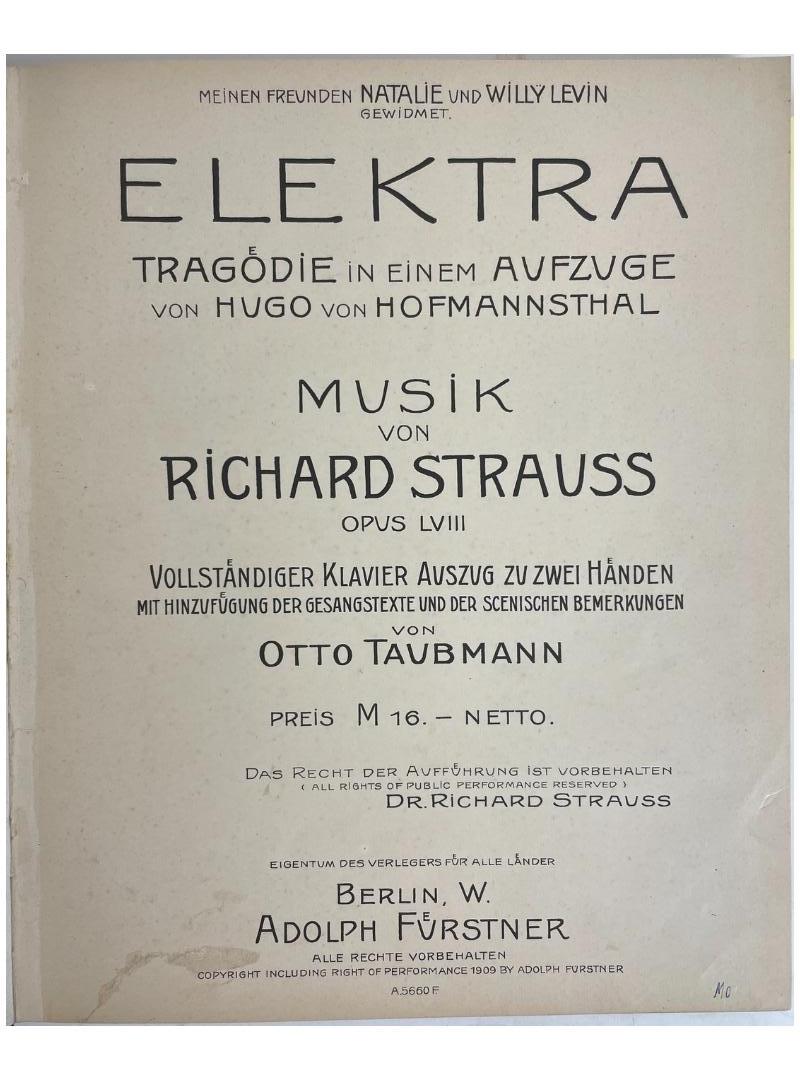 MEINEN FREUNDEN NATALIE UND WILLY LEVIN
GEWIDMET.
ELEKTRA
TRAGÖDIE IN EINEM AUFZUGE
VON HUGO VON HOFMANNSTHAL
MUSIK
VON
RICHARD STRAUSS
OPUS LVIII
VOLLSTÄNDIGER KLAVIER AUSZUG ZU ZWEI HÄNDEN
MIT HINZUFÜGUNG DER GESANGSTEXTE UND DER SCENISCHEN BEMERKUNGEN
VON
OTTO TAUBMANN
PREIS M 16. – NETTO.
DAS RECHT DER AUFFÜHRUNG IST VORBEHALTEN
( ALL RIGHTS OF PUBLIC PERFORMANCE RESERVED )
DR. RICHARD STRAUSS
EIGENTUM DES VERLEGERS FÜR ALLE LÄNDER
BERLIN, W.
ADOLPH FÜRSTNER
ALLE RECHTE VORBEHALTEN
COPYRIGHT INCLUDING RIGHT OF PERFORMANCE 1909 BY ADOLPH FURSTNER
A.5660 F.